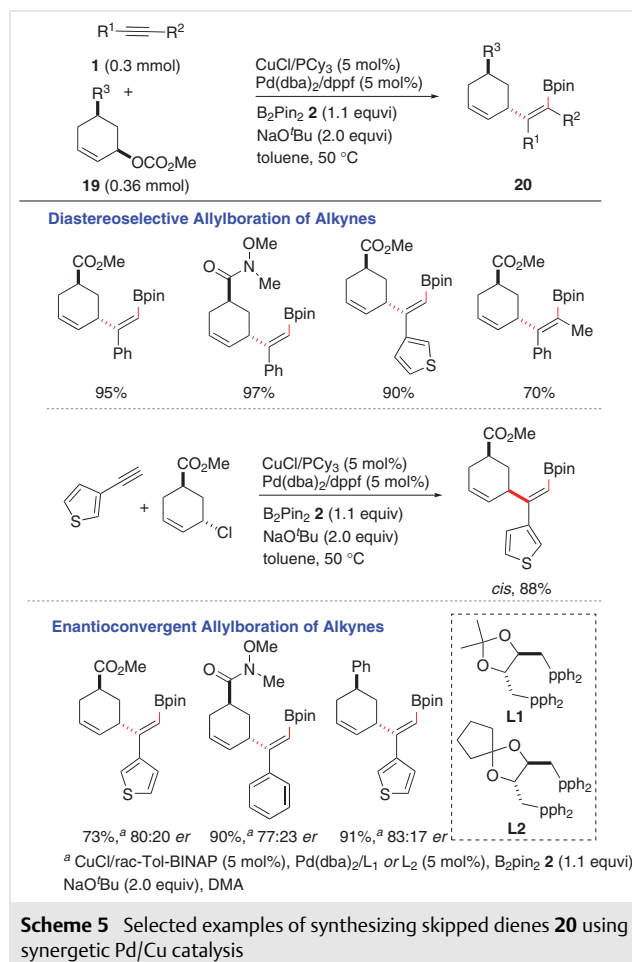 R1 R2
1 (0.3 mmol)
R3 +
OCO2Me
19 (0.36 mmol)
CuCl/PCy3 (5 mol%)
Pd(dba)2/dppf (5 mol%)
B2Pin2 2 (1.1 equvi)
NaOtBu (2.0 equvi)
toluene, 50 °C
R3
Bpin
R2
R1
20
Diastereoselective Allylboration of Alkynes
CO2Me
Bpin
Ph
95%
OMe
O N Me
Bpin
Ph
97%
CO2Me
Bpin
S
90%
CO2Me
Bpin
Me
Ph
70%
S
+
CO2Me
Cl
CuCl/PCy3 (5 mol%)
Pd(dba)2/dppf (5 mol%)
B2Pin2 2 (1.1 equiv)
NaOtBu (2.0 equiv)
toluene, 50 °C
CO2Me
Bpin
S
cis, 88%
Enantioconvergent Allylboration of Alkynes
CO2Me
Bpin
S
73%,a 80:20 er
OMe
O N Me
Bpin
90%,a 77:23 er
Ph
Bpin
S
91%,a 83:17 er
O
O
pph2
pph2
L1
O
O
pph2
pph2
L2
a CuCl/rac-Tol-BINAP (5 mol%), Pd(dba)2/L1 or L2 (5 mol%), B2pin2 2 (1.1 equvi)
NaOtBu (2.0 equiv), DMA
Scheme 5 Selected examples of synthesizing skipped dienes 20 using
synergetic Pd/Cu catalysis